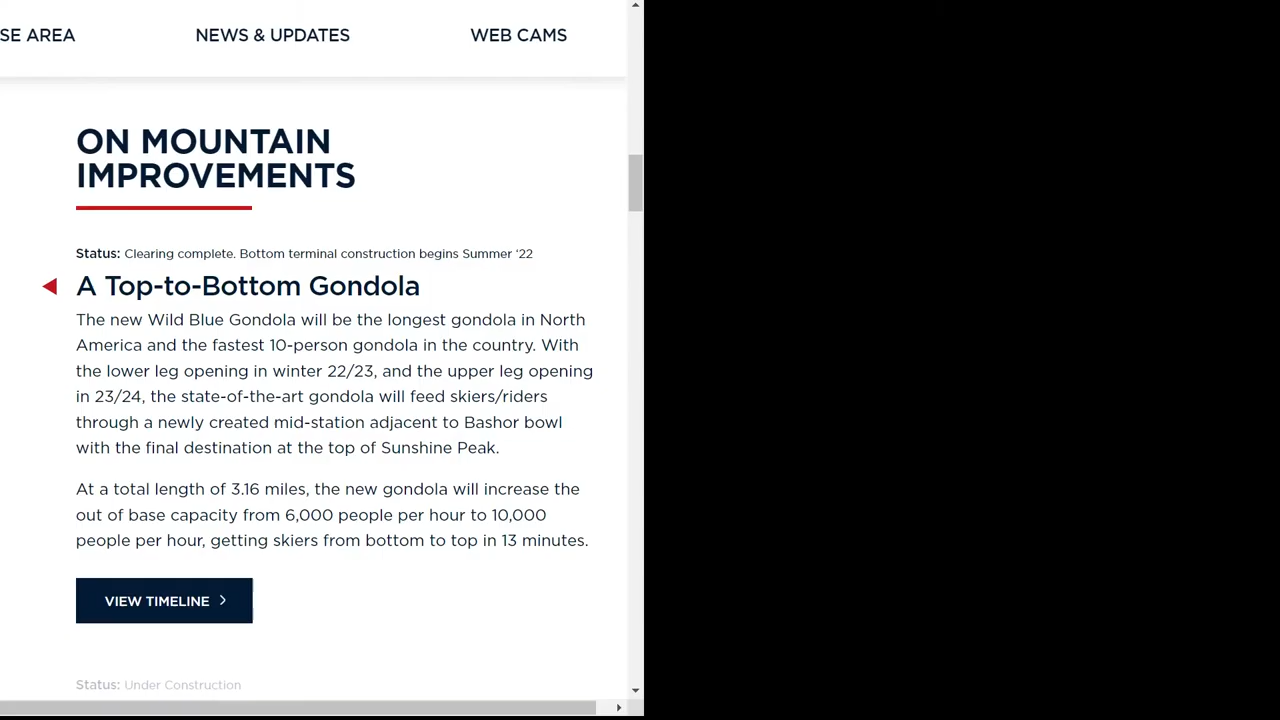 SE AREA NEWS & UPDATES WEB CAMS
ON MOUNTAIN
IMPROVEMENTS
Status: Clearing complete. Bottom terminal construction begins Summer ‘22
A Top-to-Bottom Gondola
The new Wild Blue Gondola will be the longest gondola in North
America and the fastest 10-person gondola in the country. With
the lower leg opening in winter 22/23, and the upper leg opening
in 23/24, the state-of-the-art gondola will feed skiers/riders
through a newly created mid-station adjacent to Bashor bowl
with the final destination at the top of Sunshine Peak.
At a total length of 3.16 miles, the new gondola will increase the
out of base capacity from 6,000 people per hour to 10,000
people per hour, getting skiers from bottom to top in 13 minutes.
VIEW TIMELINE
Status: Under Construction